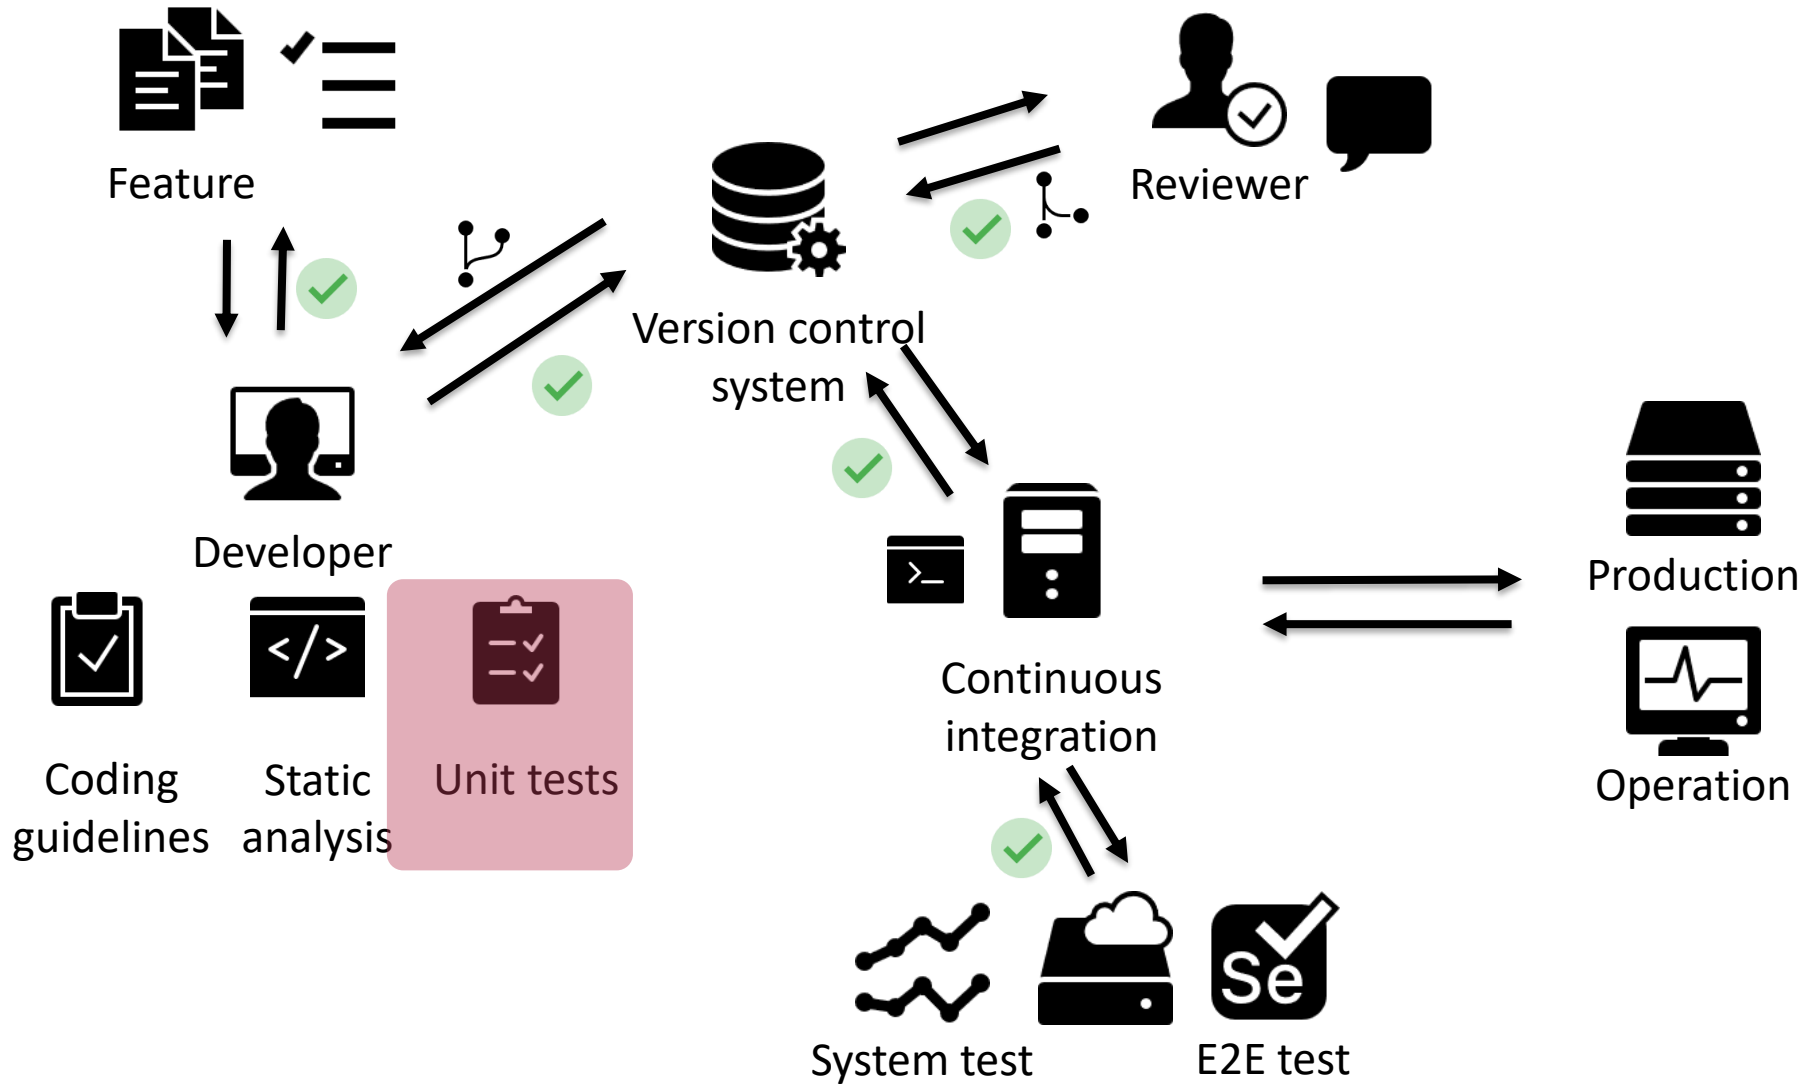 Feature
Reviewer
Version control
system
Developer
>_
Production
</>
Continuous
integration
Operation
Coding
guidelines
Static
analysis
Unit tests
Se
System test
E2E test